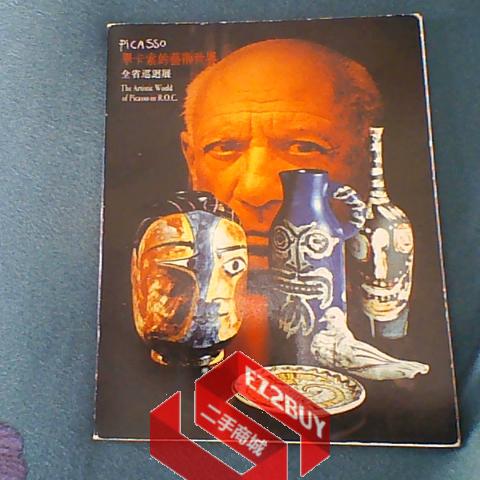 PICASSO
畢卡索的藝術世界
全省巡迴展
The Artistic World
of Picasso in R.O.C.
E12BUY
二手商城